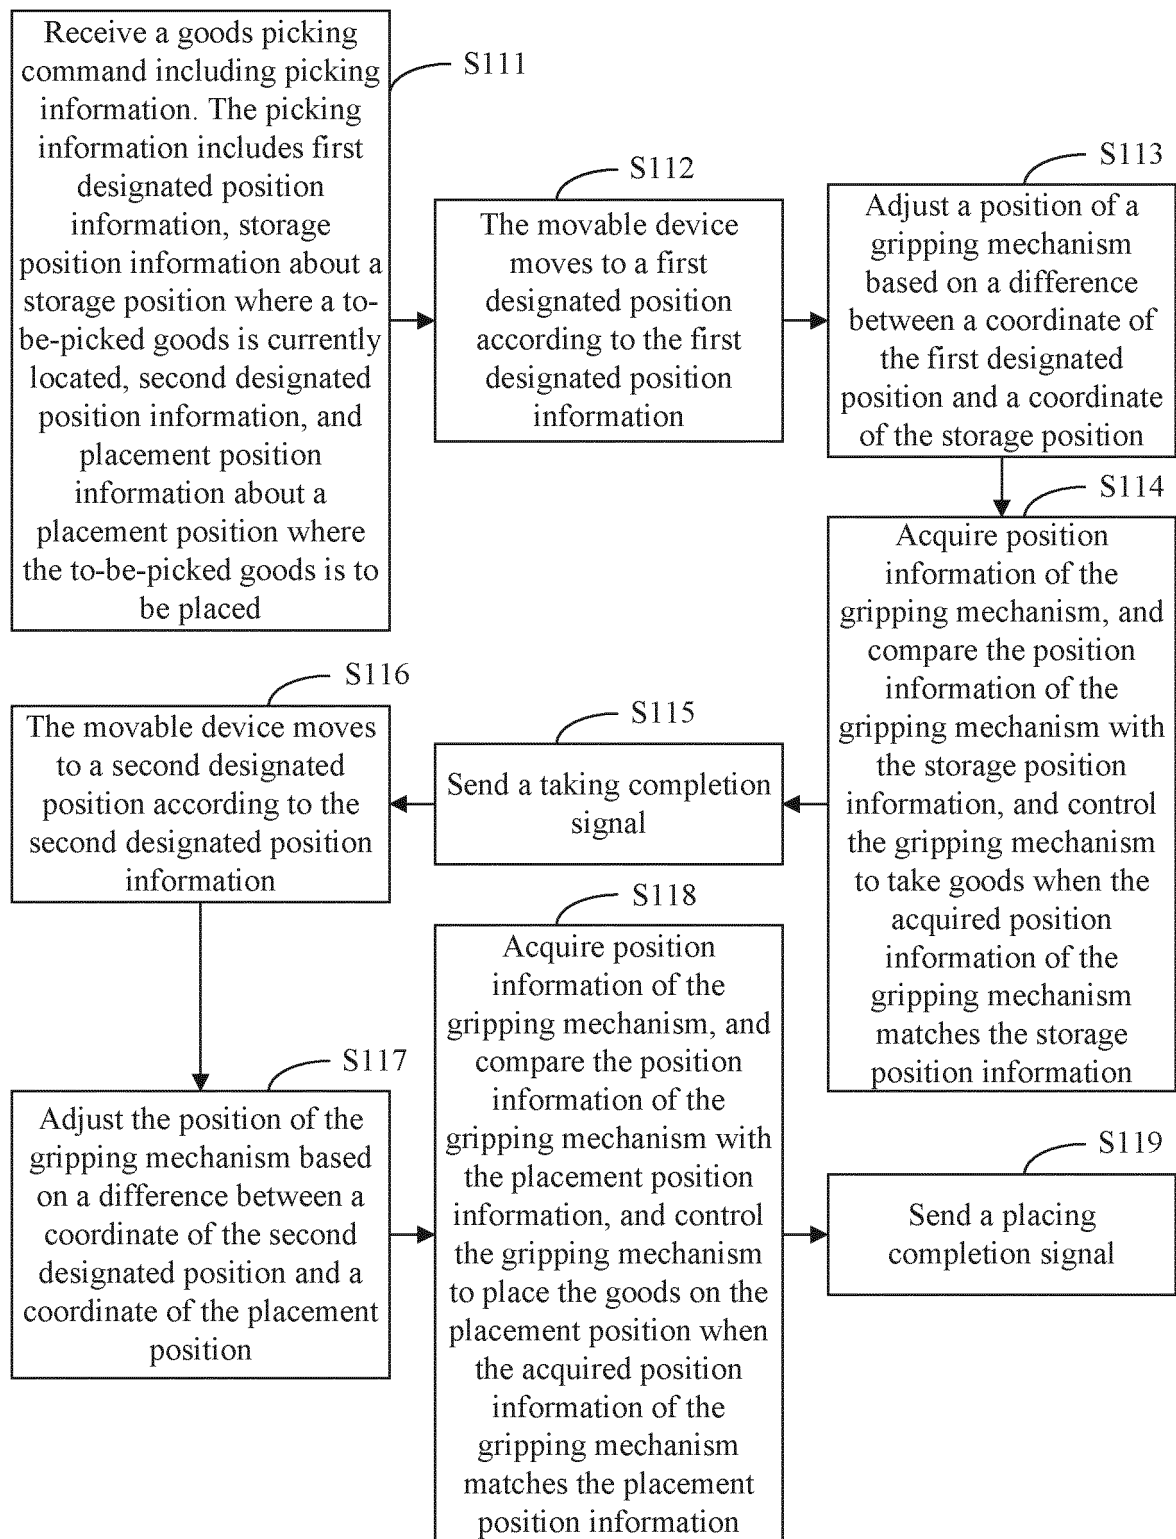 Receive a goods picking
command including picking
information. The picking
information includes first
designated position
information, storage
position information about a
storage position where a to-
be-picked goods is currently
located, second designated
position information, and
placement position
information about a
placement position where
the to-be-picked goods is to
be placed
S111
S112
The movable device
moves to a first
designated position
according to the first
designated position
information
S113
Adjust a position of a
gripping mechanism
based on a difference
between a coordinate of
the first designated
position and a coordinate
of the storage position
S114
Acquire position
information of the
gripping mechanism, and
compare the position
information of the
gripping mechanism with
the storage position
information, and control
the gripping mechanism
to take goods when the
acquired position
information of the
gripping mechanism
matches the storage
position information
S115
Send a taking completion
signal
S116
The movable device moves
to a second designated
position according to the
second designated position
information
S117
Adjust the position of the
gripping mechanism based
on a difference between a
coordinate of the second
designated position and a
coordinate of the placement
position
S118
Acquire position
information of the
gripping mechanism, and
compare the position
information of the
gripping mechanism with
the placement position
information, and control
the gripping mechanism
to place the goods on the
placement position when
the acquired position
information of the
gripping mechanism
matches the placement
position information
S119
Send a placing
completion signal